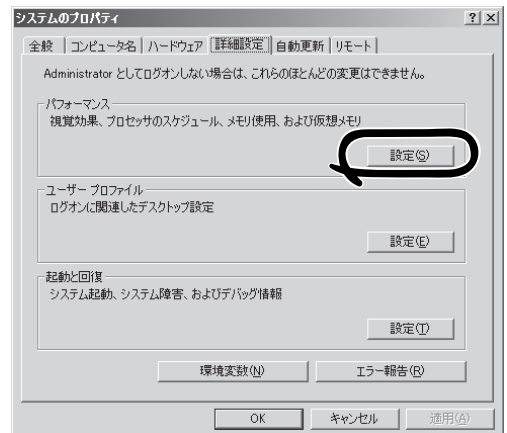 システムのプロパティ
? ×
全般 コンピュータ名 ハードウェア 詳細設定 自動更新 リモート
Administrator としてログオンしない場合は、これらのほとんどの変更はできません。
パフォーマンス
視覚効果、プロセッサのスケジュール、メモリ使用、および仮想メモリ
設定(S)
ユーザー プロファイル
ログオンに関連したデスクトップ設定
設定(E)
起動と回復
システム起動、システム障害、およびデバッグ情報
設定(T)
環境変数(N) エラー報告(R)
OK キャンセル 適用(A)